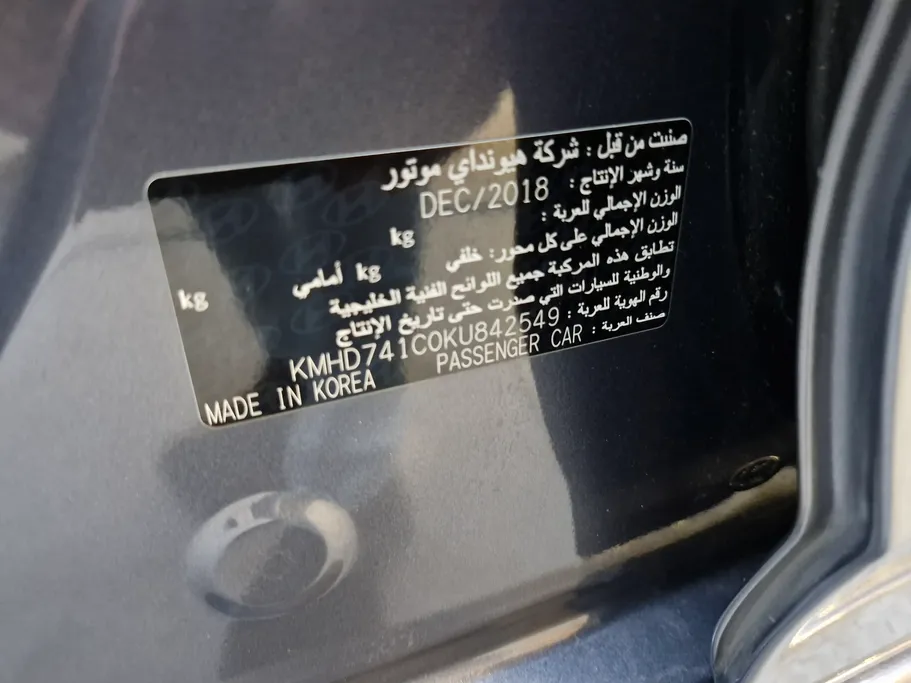 صنعت من قبل : شركة هيونداي موتور
سنة وشهر الإنتاج : DEC/2018
الوزن الإجمالي للعربة : kg
الوزن الإجمالي على كل محور: خلفي kg أمامي kg
تطابق هذه المركبة جميع اللوائح الفنية الخليجية
والوطنية للسيارات التي صدرت حتى تاريخ الإنتاج
رقم الهوية للعربة : KMHD741C0KU842549
صنف العربة : PASSENGER CAR
MADE IN KOREA